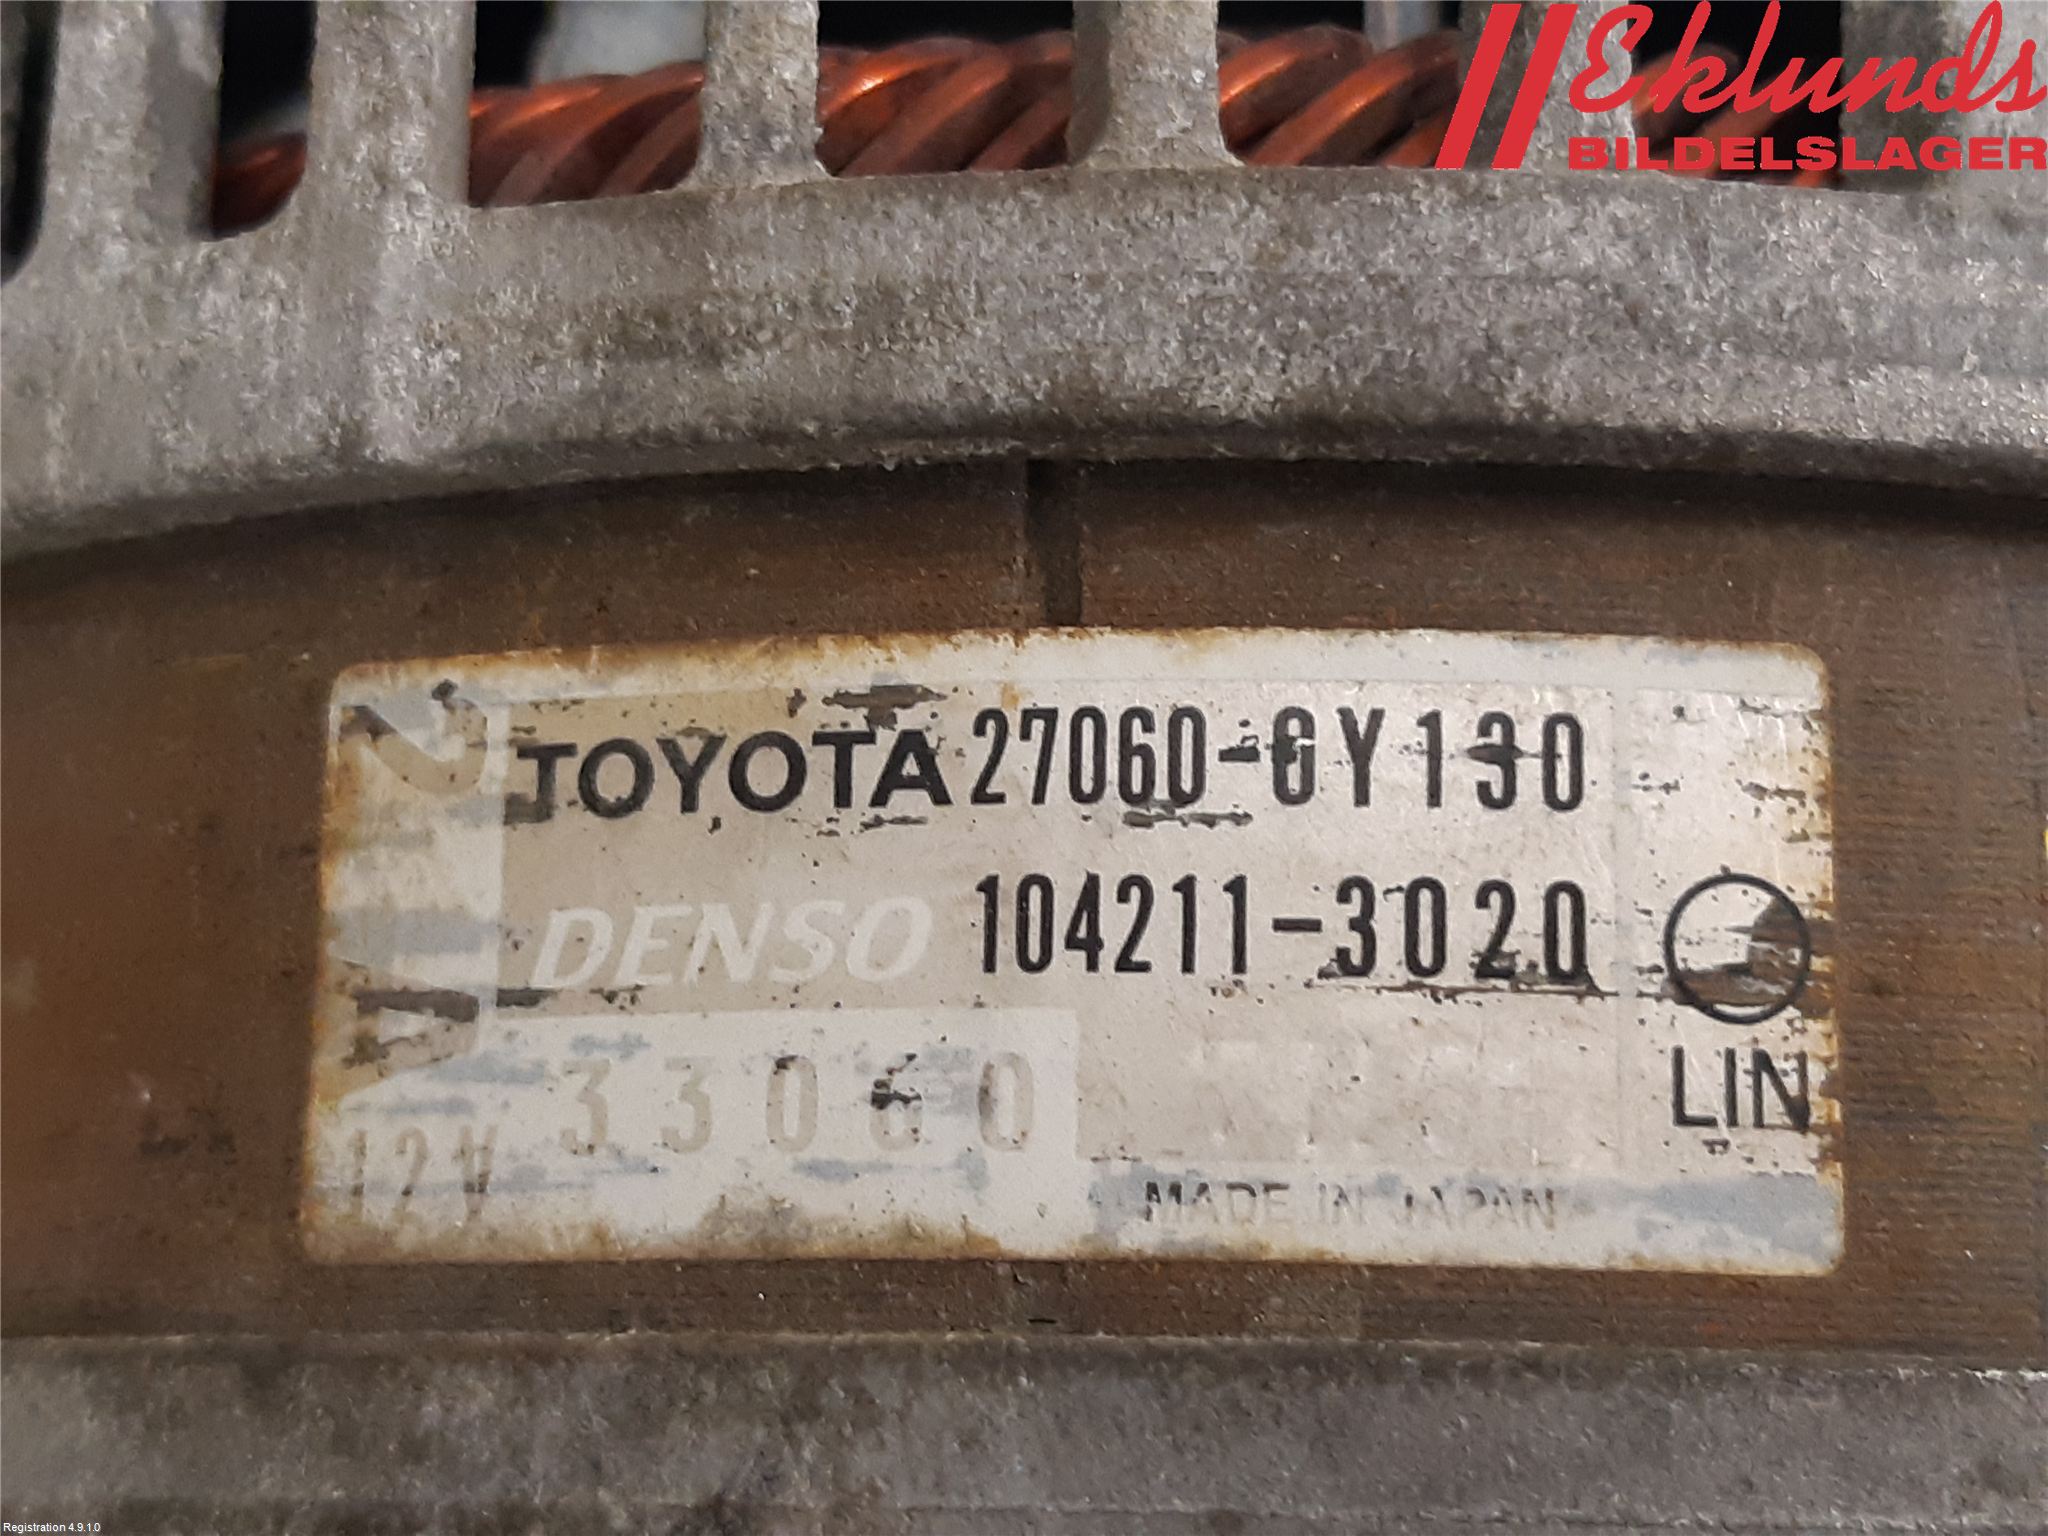 Eklunds
BILDELSLAGER
TOYOTA 27060-0Y130
DENSO 104211-3020
33060
12V
LIN
MADE IN JAPAN
Registration 4.9.1.0